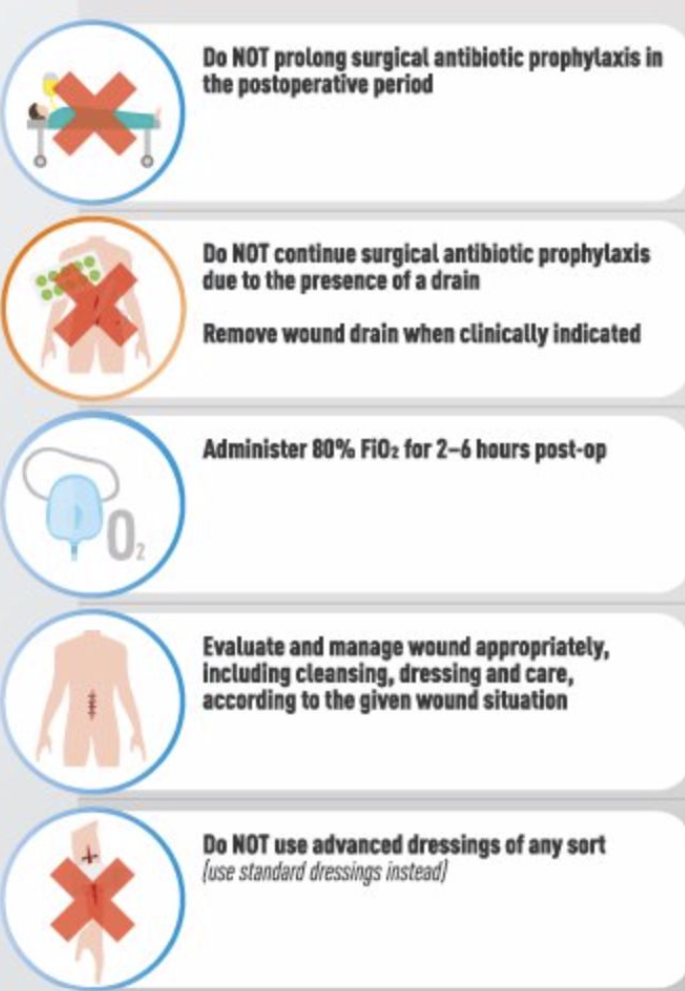 Do NOT prolong surgical antibiotic prophylaxis in
the postoperative period
Do NOT continue surgical antibiotic prophylaxis
due to the presence of a drain
Remove wound drain when clinically indicated
Administer 80% FiO₂ for 2–6 hours post-op
O₂
Evaluate and manage wound appropriately,
including cleansing, dressing and care,
according to the given wound situation
Do NOT use advanced dressings of any sort
(use standard dressings instead)